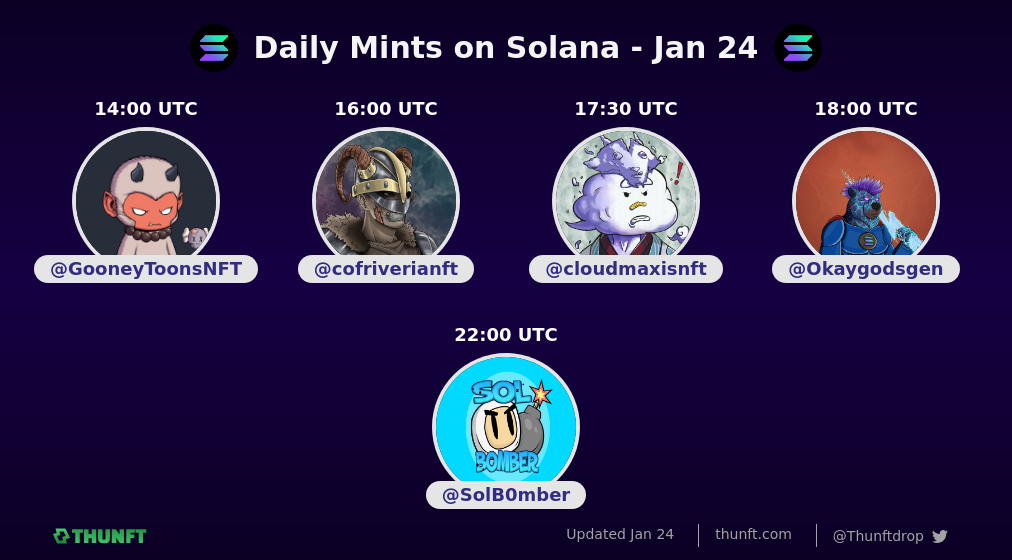 Daily Mints on Solana - Jan 24
14:00 UTC
@GooneyToonsNFT
16:00 UTC
@cofriverianft
17:30 UTC
@cloudmaxisnft
18:00 UTC
@Okaygodsgen
22:00 UTC
SOL
BOMBER
@SolB0mber
THUNFT
Updated Jan 24
thunft.com
@Thunftdrop